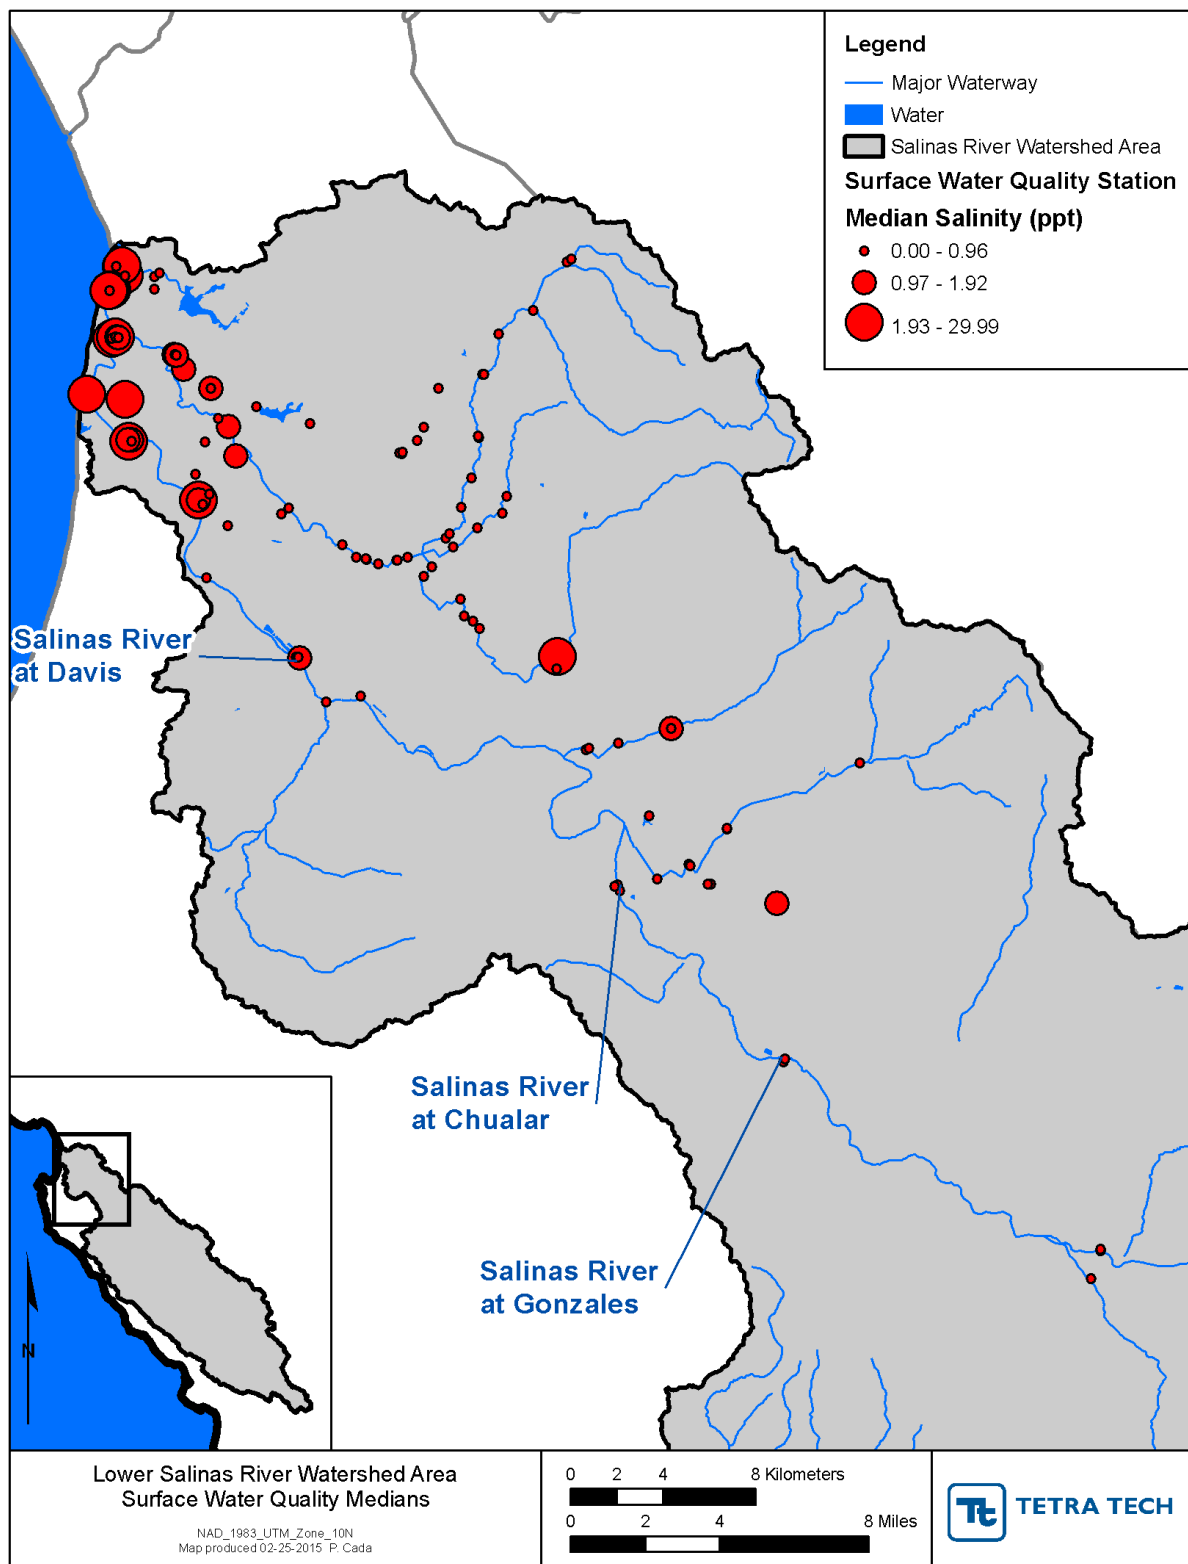 Legend
Major Waterway
Water
Salinas River Watershed Area
Surface Water Quality Station
Median Salinity (ppt)
0.00 - 0.96
0.97 - 1.92
1.93 - 29.99
Salinas River
at Davis
Salinas River
at Chualar
Salinas River
at Gonzales
N
Lower Salinas River Watershed Area
Surface Water Quality Medians
NAD_1983_UTM_Zone_10N
Map produced 02-25-2015 P. Cada
0 2 4 8 Kilometers
0 2 4 8 Miles
Tt TETRA TECH